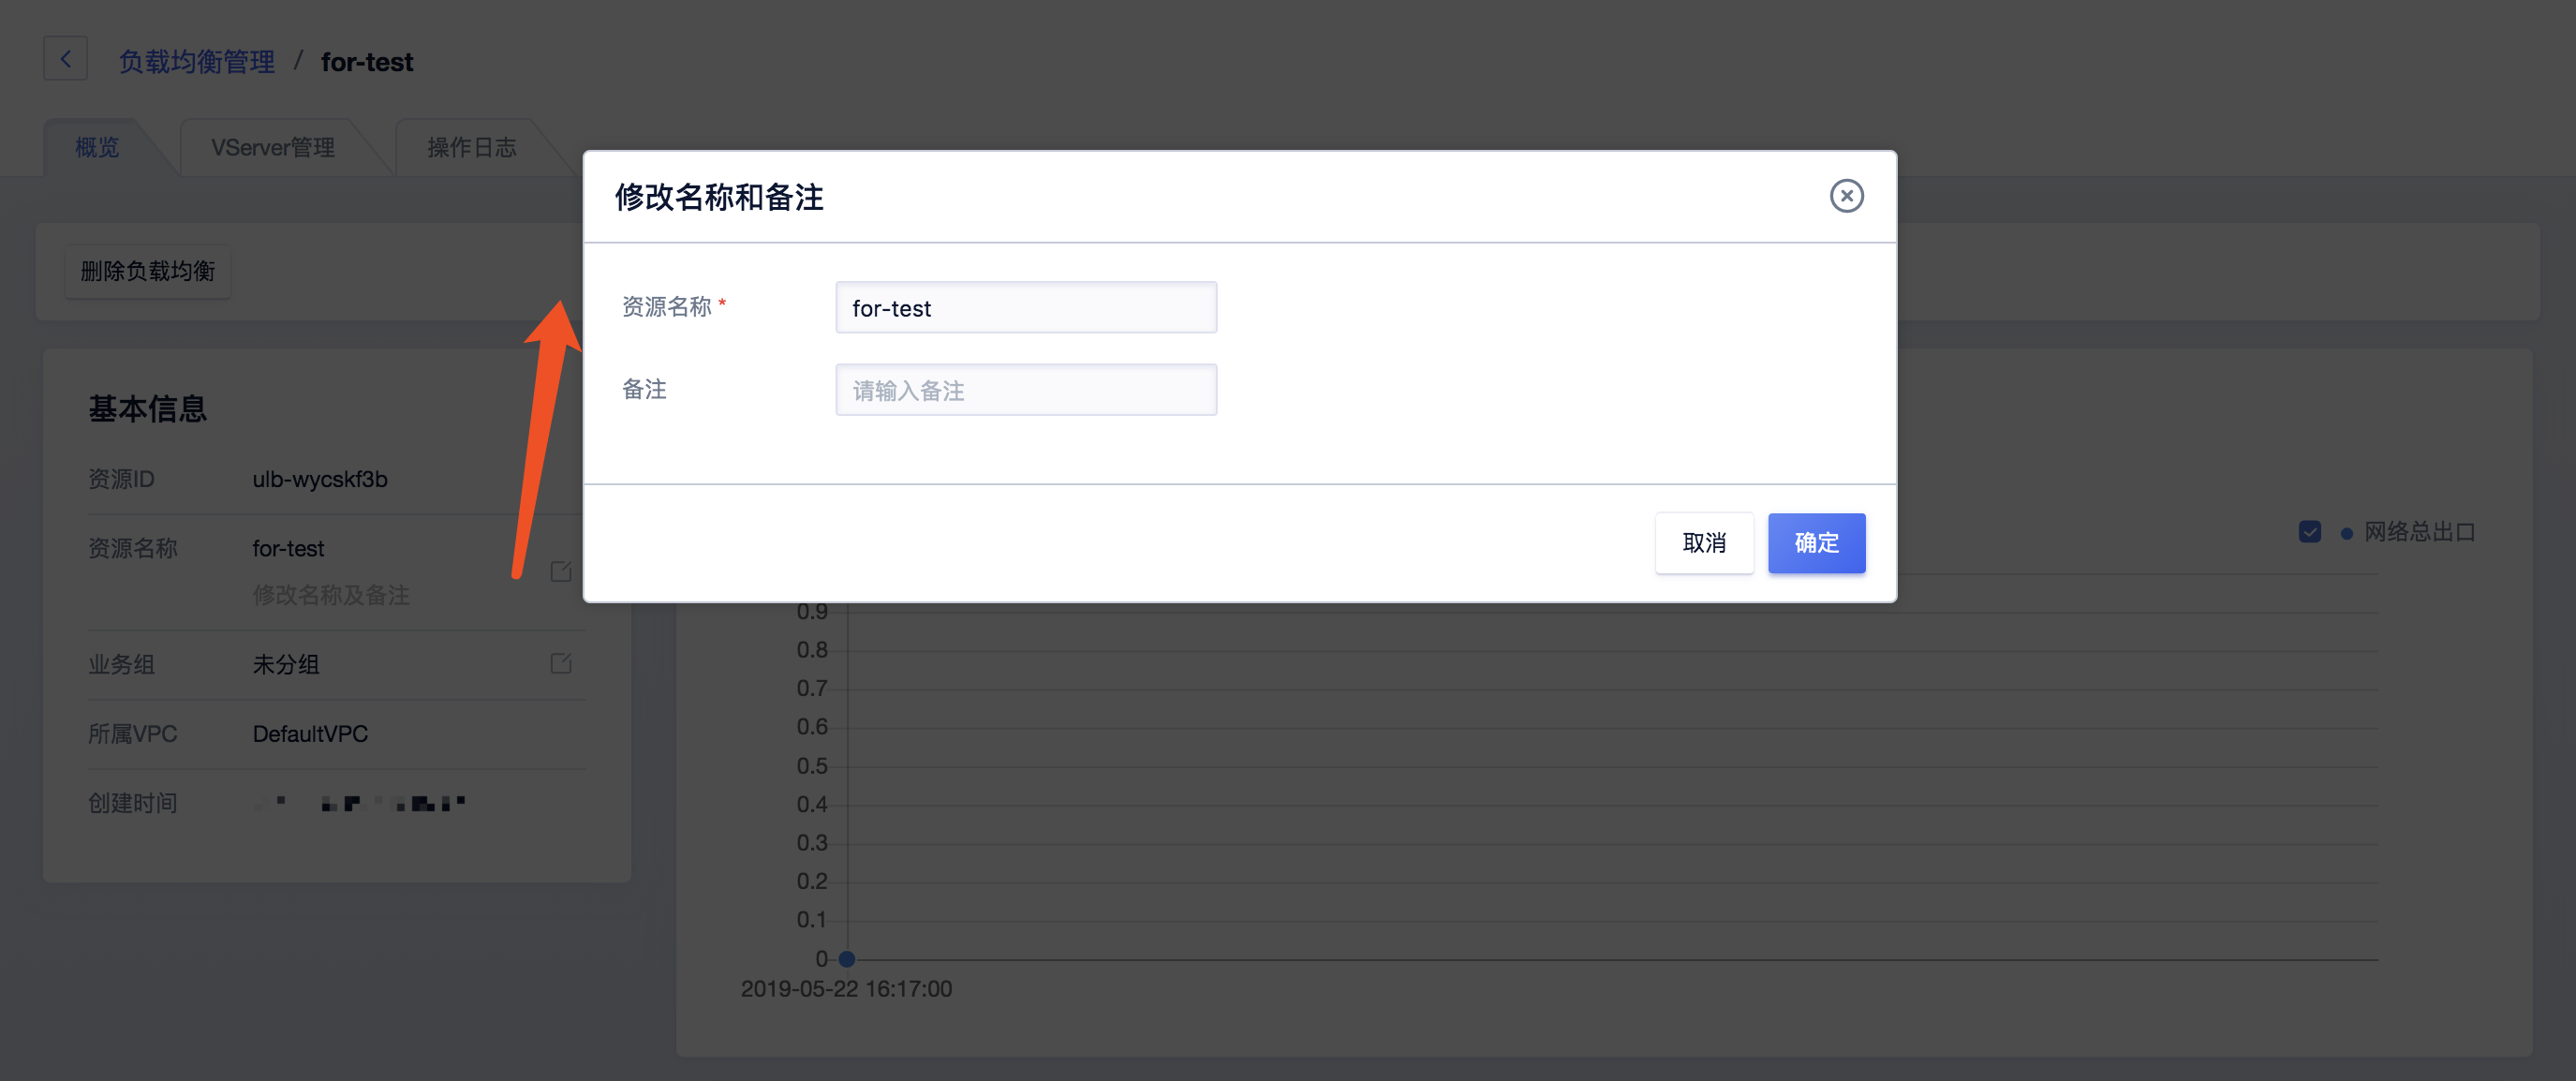 负载均衡管理 / for-test
概览
VServer管理
操作日志
修改名称和备注
删除负载均衡
资源名称 *
for-test
备注
请输入备注
取消
确定
基本信息
资源ID ulb-wycskf3b
资源名称 for-test
修改名称及备注
业务组 未分组
所属VPC DefaultVPC
创建时间
网络总出口
0.9
0.8
0.7
0.6
0.5
0.4
0.3
0.2
0.1
0
2019-05-22 16:17:00